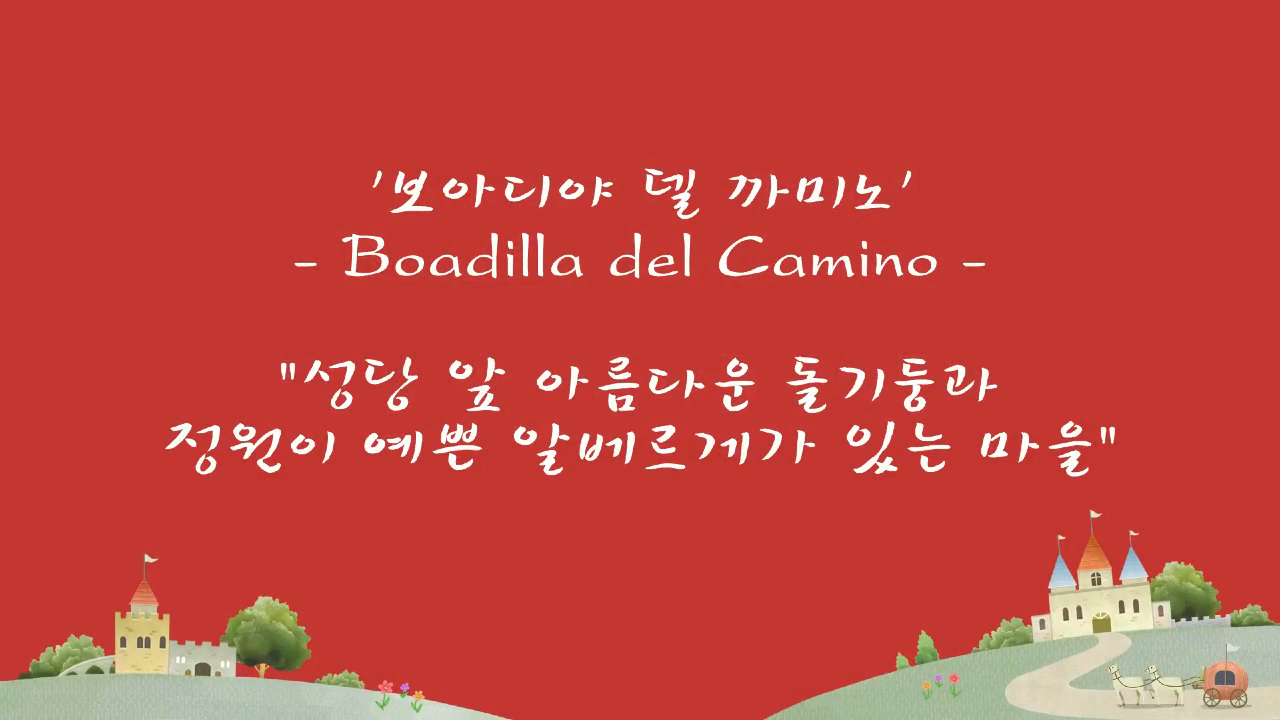 '보아디야 델 까미노'
- Boadilla del Camino -
"성당 앞 아름다운 돌기둥과
정원이 예쁜 알베르게가 있는 마을"